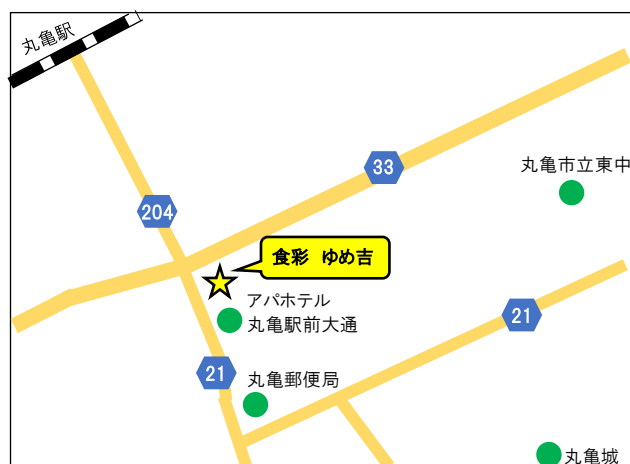 丸亀駅
33
丸亀市立東中
204
食彩 ゆめ吉
アパホテル
丸亀駅前大通
21
21
丸亀郵便局
丸亀城